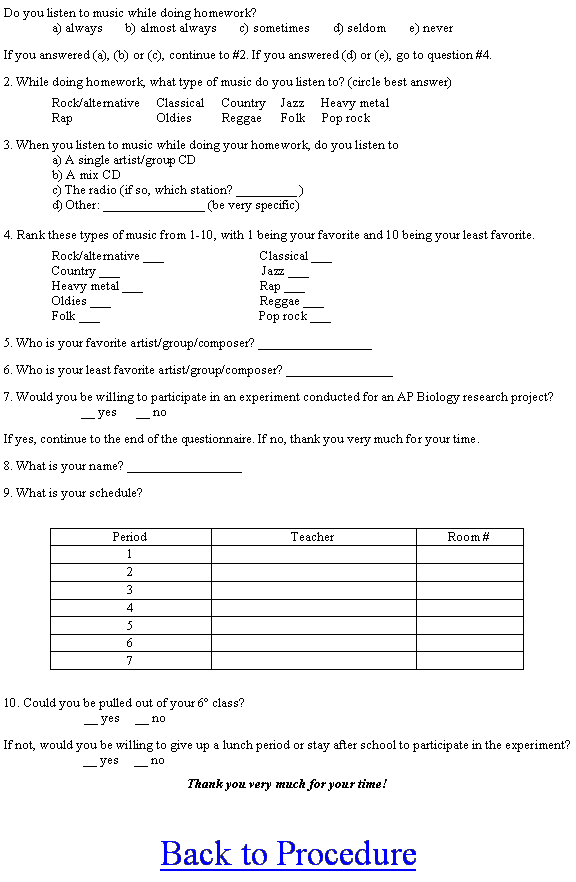 Do you listen to music while doing homework?
a) always b) almost always c) sometimes d) seldom e) never
If you answered (a), (b) or (c), continue to #2. If you answered (d) or (e), go to question #4.
2. While doing homework, what type of music do you listen to? (circle best answer)
Rock/alternative Classical Country Jazz Heavy metal
Rap Oldies Reggae Folk Pop rock
3. When you listen to music while doing your homework, do you listen to
a) A single artist/group CD
b) A mix CD
c) The radio (if so, which station? _________)
d) Other: _______________ (be very specific)
4. Rank these types of music from 1-10, with 1 being your favorite and 10 being your least favorite.
Rock/alternative ___ Classical ___
Country ___ Jazz ___
Heavy metal ___ Rap ___
Oldies ___ Reggae ___
Folk ___ Pop rock ___
5. Who is your favorite artist/group/composer? _________________
6. Who is your least favorite artist/group/composer? ________________
7. Would you be willing to participate in an experiment conducted for an AP Biology research project?
__ yes __ no
If yes, continue to the end of the questionnaire. If no, thank you very much for your time.
8. What is your name? _________________
9. What is your schedule?
Period Teacher Room #
1
2
3
4
5
6
7
10. Could you be pulled out of your 6° class?
__ yes __ no
If not, would you be willing to give up a lunch period or stay after school to participate in the experiment?
__ yes __ no
Thank you very much for your time!
Back to Procedure